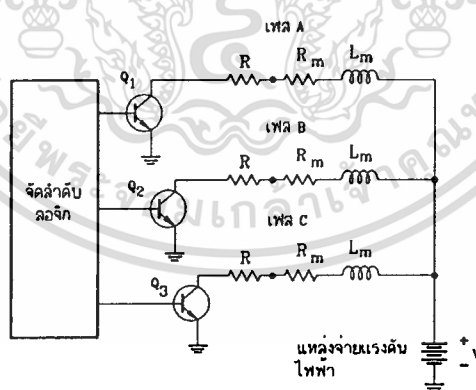 เฟส A
Q1
R
Rm
Lm
เฟส B
Q2
R
Rm
Lm
จัดลำดับ
ลอจิก
เฟส C
Q3
R
Rm
Lm
แหล่งจ่ายแรงดัน
ไฟฟ้า
+
-
V